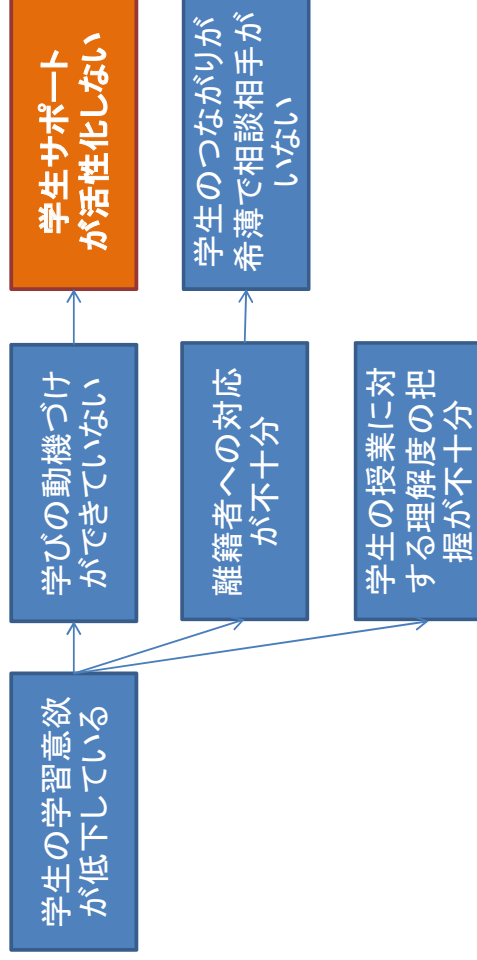 学生の学習意欲
が低下している
学びの動機づけ
ができていない
学生サポート
が活性化しない
離籍者への対応
が不十分
学生のつながりが
希薄で相談相手が
いない
学生の授業に対
する理解度の把
握が不十分